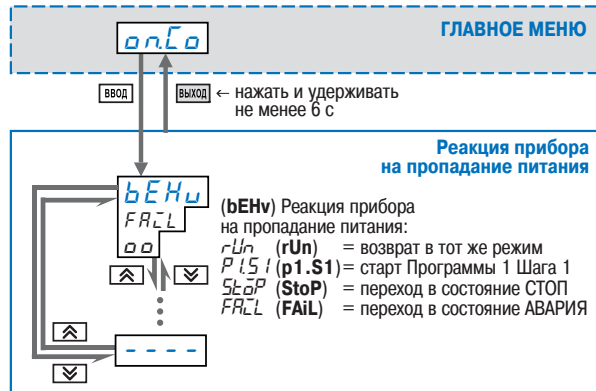 ГЛАВНОЕ МЕНЮ
on.Co
ВВОД
ВЫХОД ← нажать и удерживать
не менее 6 с
Реакция прибора
на пропадание питания
bEHv
FAiL
oo
(bEHv) Реакция прибора
на пропадание питания:
rUn (rUn) = возврат в тот же режим
P1.S1 (p1.S1) = старт Программы 1 Шага 1
StoP (StoP) = переход в состояние СТОП
FAiL (FAiL) = переход в состояние АВАРИЯ
- - - -